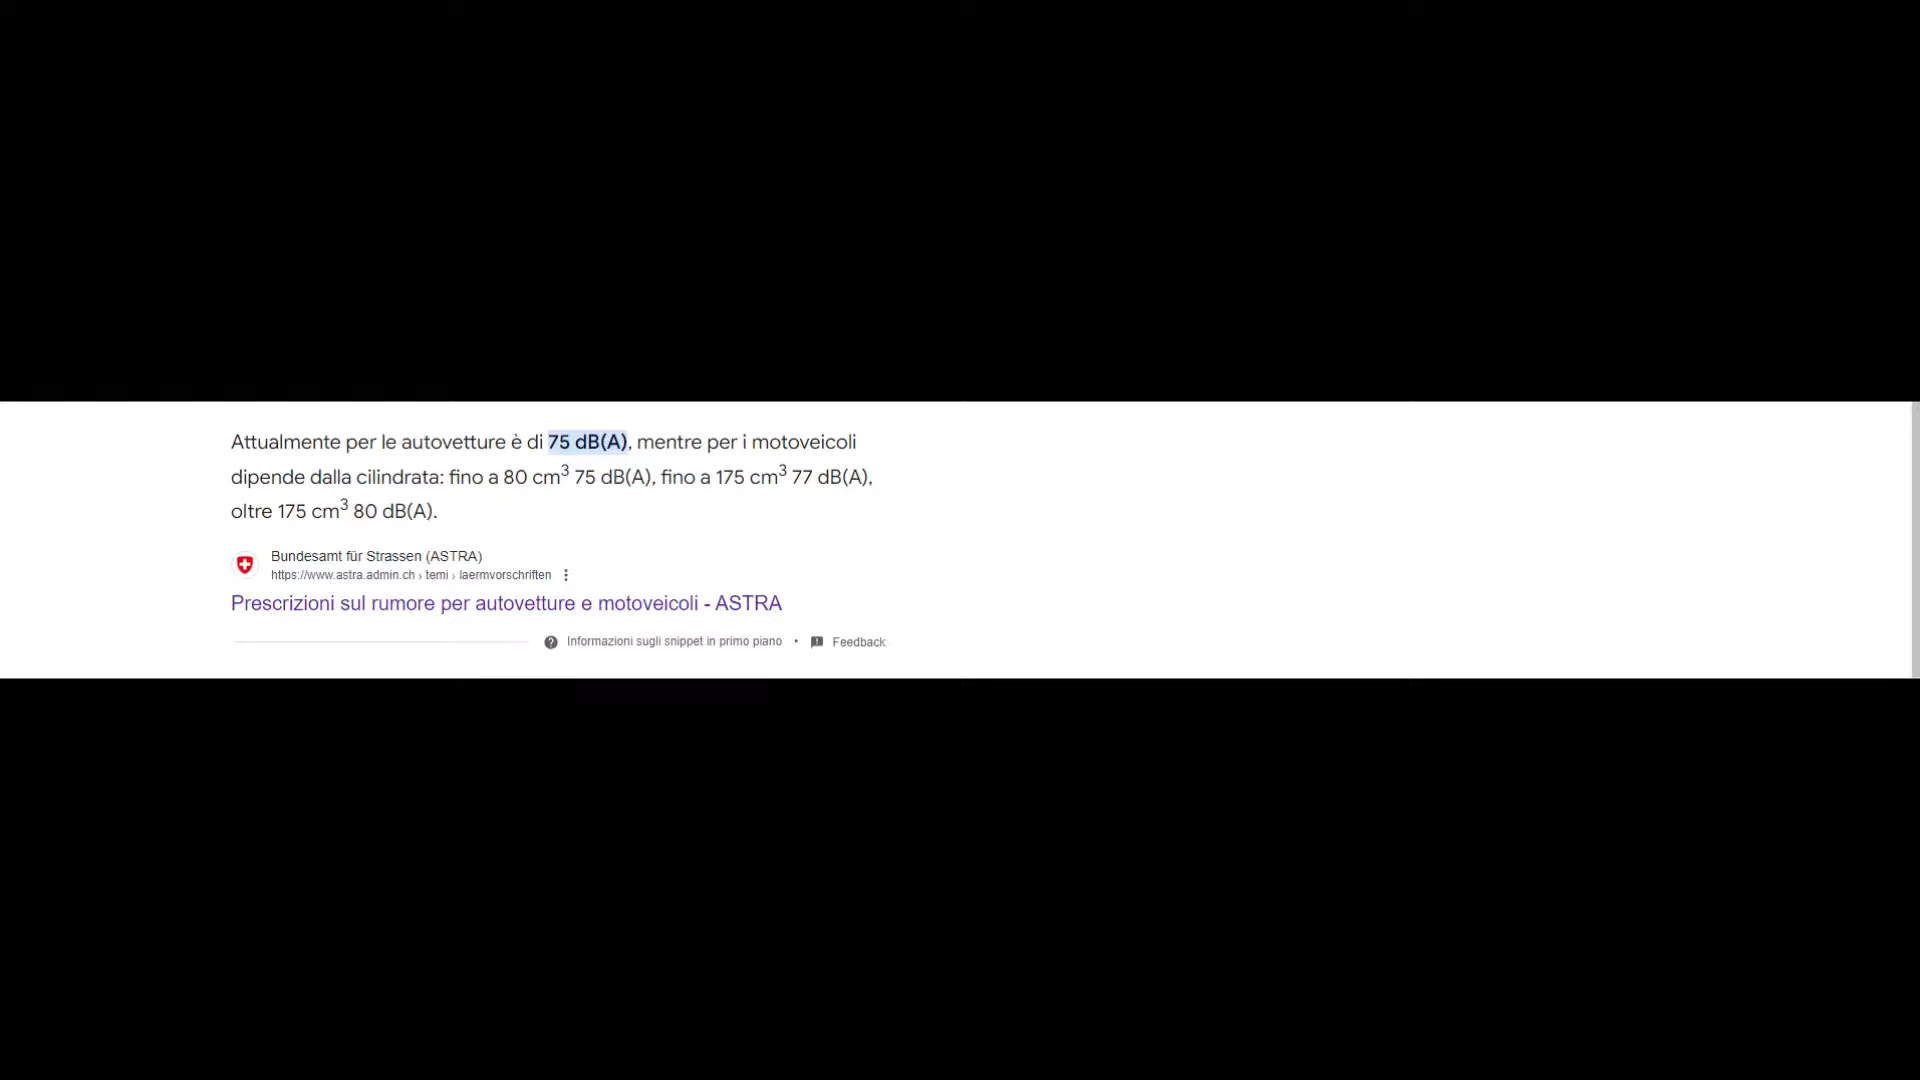 Attualmente per le autovetture è di 75 dB(A), mentre per i motoveicoli
dipende dalla cilindrata: fino a 80 cm³ 75 dB(A), fino a 175 cm³ 77 dB(A),
oltre 175 cm³ 80 dB(A).
Bundesamt für Strassen (ASTRA)
https://www.astra.admin.ch › temi › laermvorschriften
Prescrizioni sul rumore per autovetture e motoveicoli - ASTRA
Informazioni sugli snippet in primo piano • Feedback